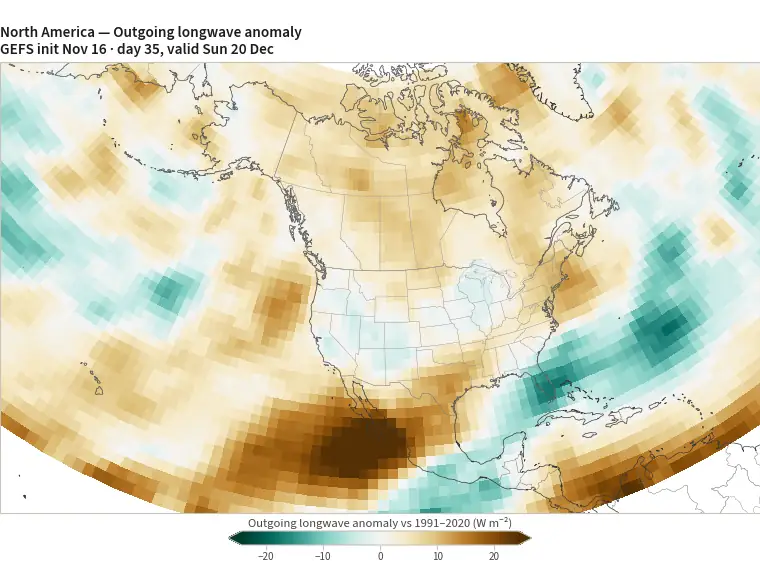 North America — Outgoing longwave anomaly
GEFS init Nov 16 · day 35, valid Sun 20 Dec
Outgoing longwave anomaly vs 1991–2020 (W m⁻²)
−20 −10 0 10 20